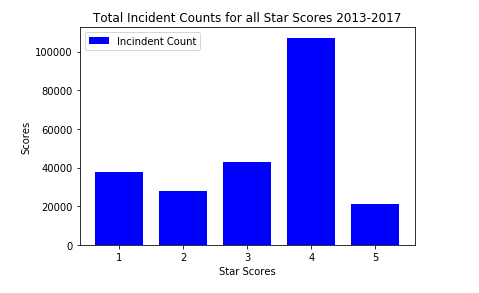 Total Incident Counts for all Star Scores 2013-2017
Incindent Count
100000
80000
60000
40000
20000
0
Scores
1 2 3 4 5
Star Scores